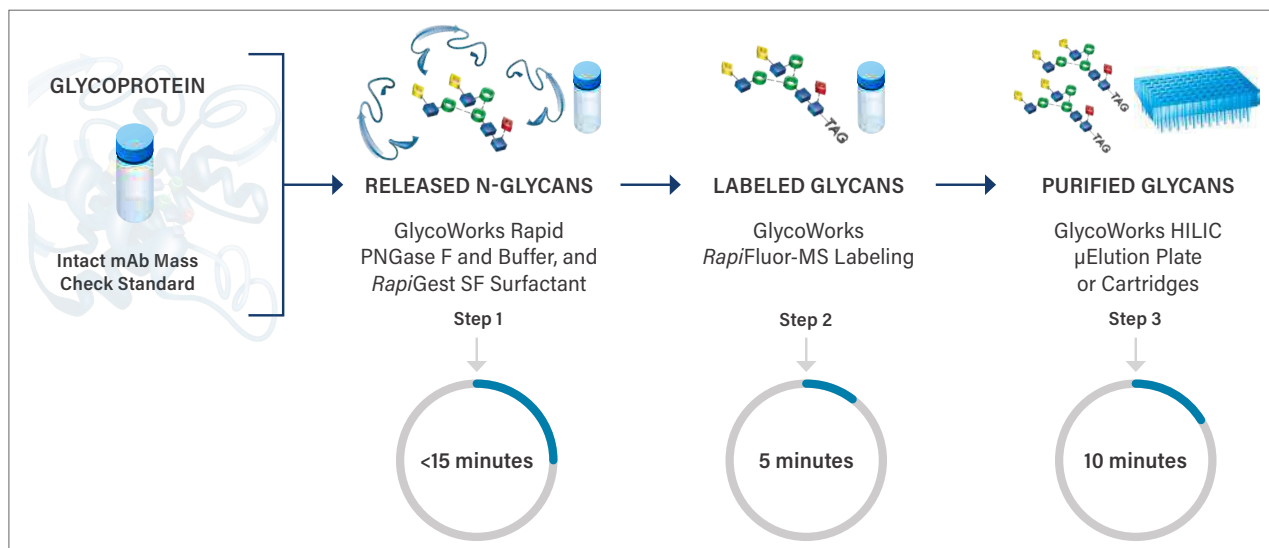 GLYCOPROTEIN
Intact mAb Mass
Check Standard
RELEASED N-GLYCANS
GlycoWorks Rapid
PNGase F and Buffer, and
RapiGest SF Surfactant
Step 1
<15 minutes
TAG
LABELED GLYCANS
GlycoWorks
RapiFluor-MS Labeling
Step 2
5 minutes
TAG
TAG
PURIFIED GLYCANS
GlycoWorks HILIC
µElution Plate
or Cartridges
Step 3
10 minutes